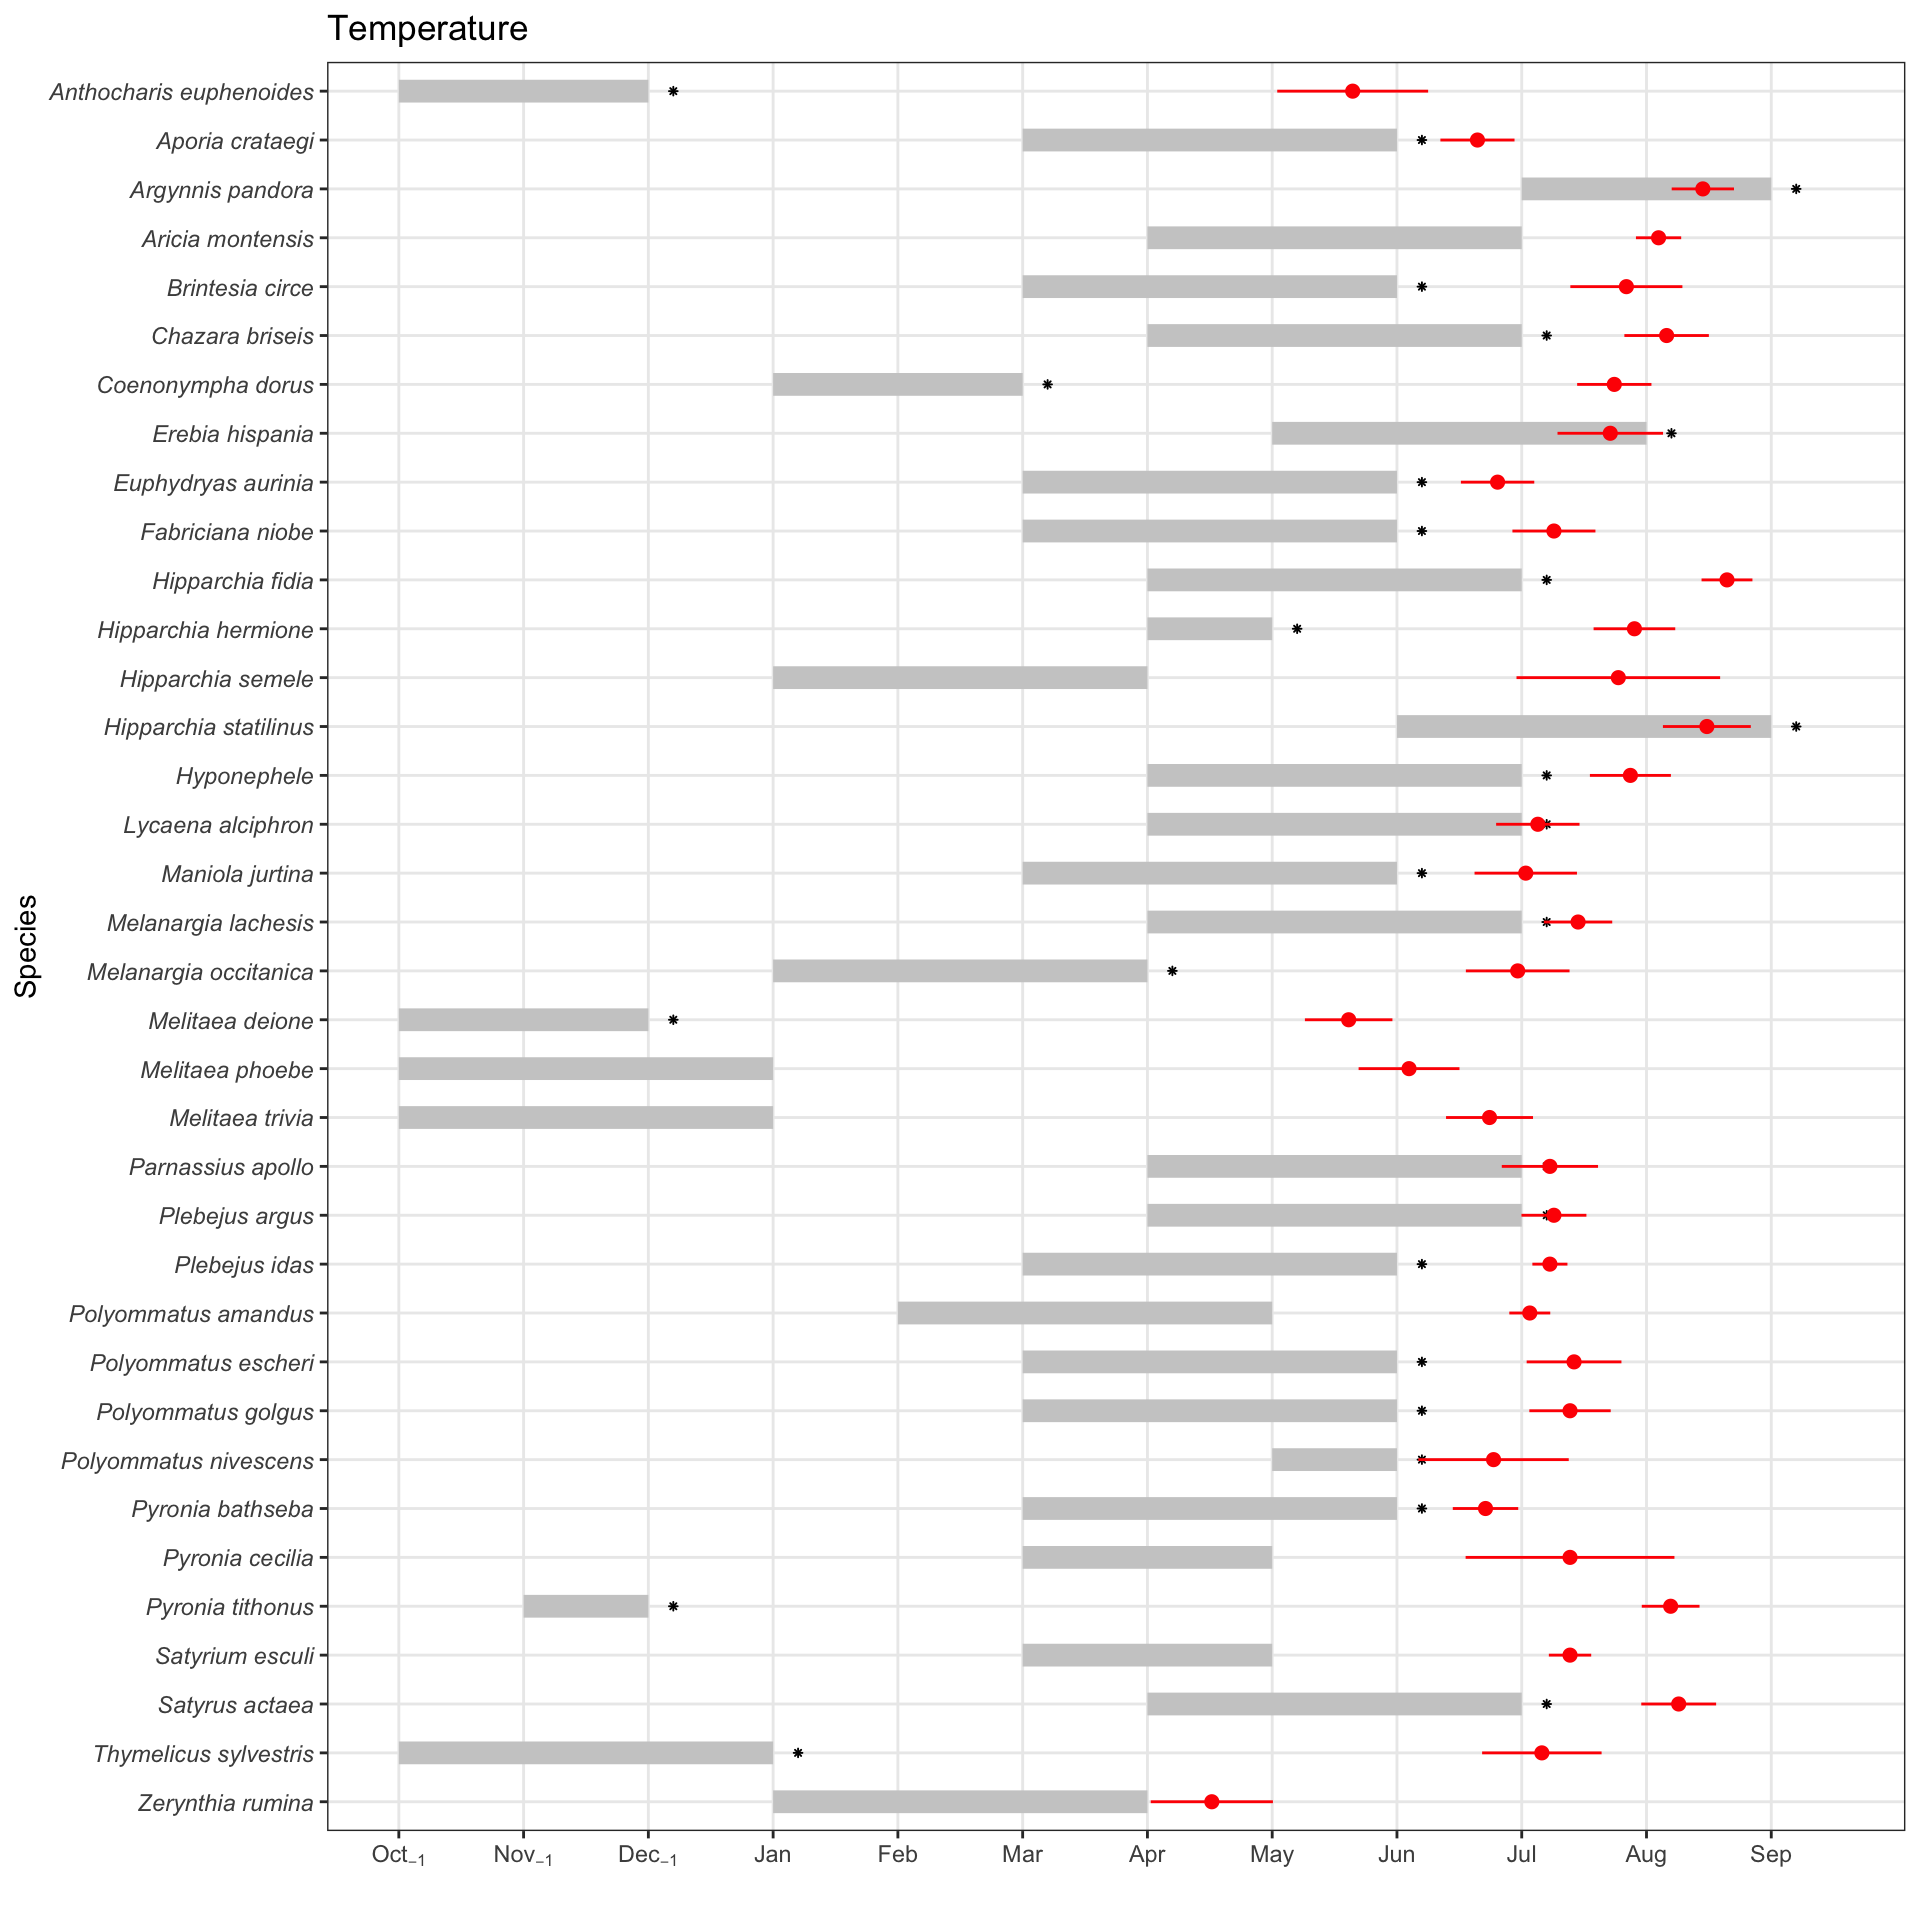 Temperature
Anthocharis euphenoides
Aporia crataegi
Argynnis pandora
Aricia montensis
Brintesia circe
Chazara briseis
Coenonympha dorus
Erebia hispania
Euphydryas aurinia
Fabriciana niobe
Hipparchia fidia
Hipparchia hermione
Hipparchia semele
Hipparchia statilinus
Hyponephele
Lycaena alciphron
Maniola jurtina
Melanargia lachesis
Melanargia occitanica
Melitaea deione
Melitaea phoebe
Melitaea trivia
Parnassius apollo
Plebejus argus
Plebejus idas
Polyommatus amandus
Polyommatus escheri
Polyommatus golgus
Polyommatus nivescens
Pyronia bathseba
Pyronia cecilia
Pyronia tithonus
Satyrium esculi
Satyrus actaea
Thymelicus sylvestris
Zerynthia rumina
Species
Oct₋₁ Nov₋₁ Dec₋₁ Jan Feb Mar Apr May Jun Jul Aug Sep